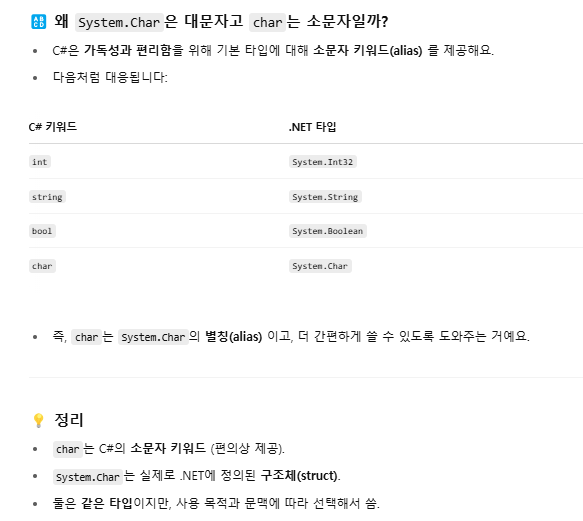 🔠 왜 System.Char은 대문자고 char는 소문자일까?
• C#은 가독성과 편리함을 위해 기본 타입에 대해 소문자 키워드(alias) 를 제공해요.
• 다음처럼 대응됩니다:
C# 키워드 .NET 타입
int System.Int32
string System.String
bool System.Boolean
char System.Char
• 즉, char는 System.Char의 별칭(alias) 이고, 더 간편하게 쓸 수 있도록 도와주는 거예요.
💡 정리
• char는 C#의 소문자 키워드 (편의상 제공).
• System.Char는 실제로 .NET에 정의된 구조체(struct).
• 둘은 같은 타입이지만, 사용 목적과 문맥에 따라 선택해서 씀.